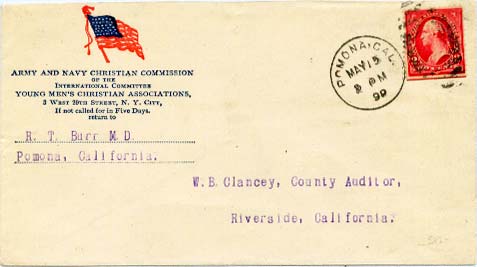 ARMY AND NAVY CHRISTIAN COMMISSION
OF THE
INTERNATIONAL COMMITTEE
YOUNG MEN'S CHRISTIAN ASSOCIATIONS,
3 WEST 29TH STREET, N. Y. CITY,
If not called for in Five Days,
return to
R. T. Burr M.D.
Pomona, California.
POMONA, CAL.
MAY 15
PM
99
W.B.Clancey, County Auditor,
Riverside, California.